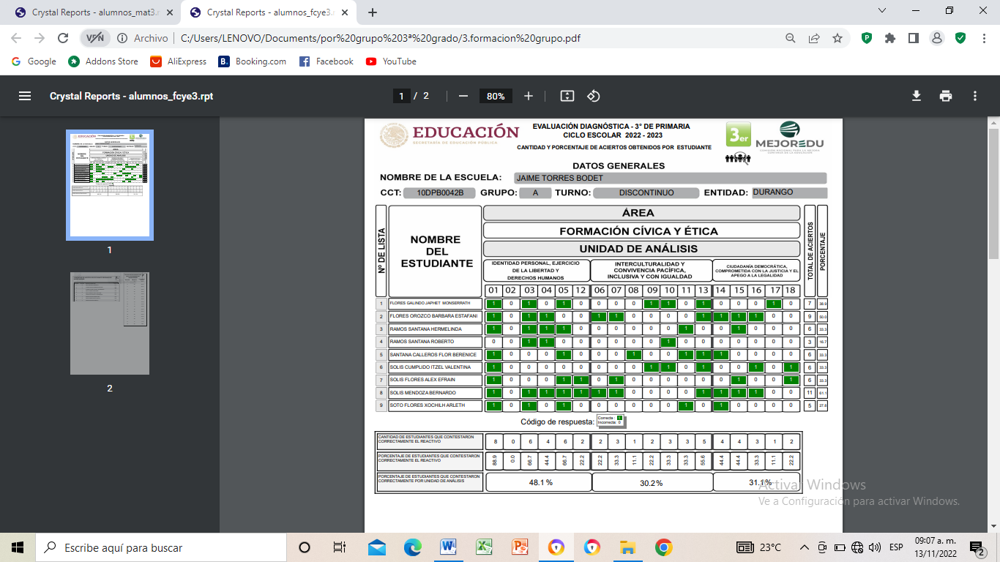 Crystal Reports - alumnos_mat3.r
Crystal Reports - alumnos_fcye3.r
VPN Archivo C:/Users/LENOVO/Documents/por%20grupo%203ª%20grado/3.formacion%20grupo.pdf
Google Addons Store AliExpress Booking.com Facebook YouTube
Crystal Reports - alumnos_fcye3.rpt 1 / 2 80%
1
2
EDUCACIÓN
SECRETARÍA DE EDUCACIÓN PÚBLICA
EVALUACIÓN DIAGNÓSTICA - 3° DE PRIMARIA
CICLO ESCOLAR 2022 - 2023
CANTIDAD Y PORCENTAJE DE ACIERTOS OBTENIDOS POR ESTUDIANTE
3er
MEJOREDU
DATOS GENERALES
NOMBRE DE LA ESCUELA: JAIME TORRES BODET
CCT: 10DPB0042B GRUPO: A TURNO: DISCONTINUO ENTIDAD: DURANGO
Nº DE LISTA
NOMBRE DEL ESTUDIANTE
ÁREA
FORMACIÓN CÍVICA Y ÉTICA
UNIDAD DE ANÁLISIS
IDENTIDAD PERSONAL, EJERCICIO DE LA LIBERTAD Y DERECHOS HUMANOS
INTERCULTURALIDAD Y CONVIVENCIA PACÍFICA, INCLUSIVA Y CON IGUALDAD
CIUDADANÍA DEMOCRÁTICA, COMPROMETIDA CON LA JUSTICIA Y EL APEGO A LA LEGALIDAD
TOTAL DE ACIERTOS
PORCENTAJE
01 02 03 04 05 12 06 07 08 09 10 11 13 14 15 16 17 18
1 FLORES GALINDO JAPHET MONSERRATH 1 0 1 0 1 0 0 0 0 1 1 0 1 0 0 0 1 0 7 38.9
2 FLORES OROZCO BARBARA ESTAFANI 1 0 1 1 0 0 1 1 0 0 0 0 1 1 1 1 0 0 9 50.0
3 RAMOS SANTANA HERMELINDA 1 0 1 1 1 0 0 0 0 0 0 1 0 0 1 0 0 0 6 33.3
4 RAMOS SANTANA ROBERTO 0 0 1 1 0 0 0 0 0 0 1 0 0 0 0 0 0 0 3 16.7
5 SANTANA CALLEROS FLOR BERENICE 1 0 0 0 1 0 0 0 1 0 0 1 1 1 0 0 0 0 6 33.3
6 SOLIS CUMPLIDO ITZEL VALENTINA 1 0 0 0 0 0 0 0 0 1 1 0 1 0 0 1 0 1 6 33.3
7 SOLIS FLORES ALEX EFRAIN 1 0 0 0 1 1 0 1 0 0 0 0 0 0 1 0 0 1 6 33.3
8 SOLIS MENDOZA BERNARDO 1 0 1 1 1 1 1 1 0 0 0 0 1 1 1 1 0 0 11 61.1
9 SOTO FLORES XOCHILH ARLETH 1 0 1 0 1 0 0 0 0 0 0 1 0 1 0 0 0 0 5 27.8
Código de respuesta: Correcta : 1
Incorrecta: 0
CANTIDAD DE ESTUDIANTES QUE CONTESTARON CORRECTAMENTE EL REACTIVO 8 0 6 4 6 2 2 3 1 2 3 3 5 4 4 3 1 2
PORCENTAJE DE ESTUDIANTES QUE CONTESTARON CORRECTAMENTE EL REACTIVO 88.9 0.0 66.7 44.4 66.7 22.2 22.2 33.3 11.1 22.2 33.3 33.3 55.6 44.4 44.4 33.3 11.1 22.2
PORCENTAJE DE ESTUDIANTES QUE CONTESTARON CORRECTAMENTE POR UNIDAD DE ANÁLISIS 48.1 % 30.2 % 31.1 %
Activar Windows
Ve a Configuración para activar Windows.
Escribe aquí para buscar 23°C ESP 09:07 a. m.
13/11/2022 2